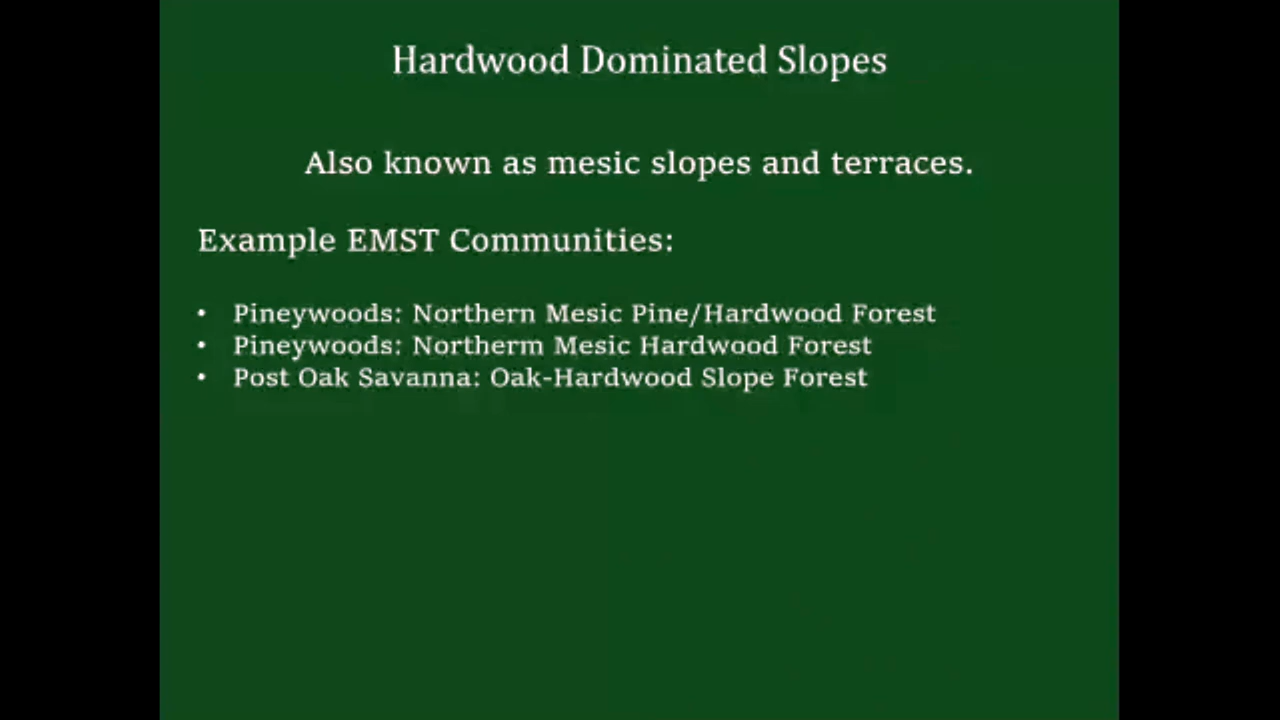 Hardwood Dominated Slopes
Also known as mesic slopes and terraces.
Example EMST Communities:
• Pineywoods: Northern Mesic Pine/Hardwood Forest
• Pineywoods: Northerm Mesic Hardwood Forest
• Post Oak Savanna: Oak-Hardwood Slope Forest